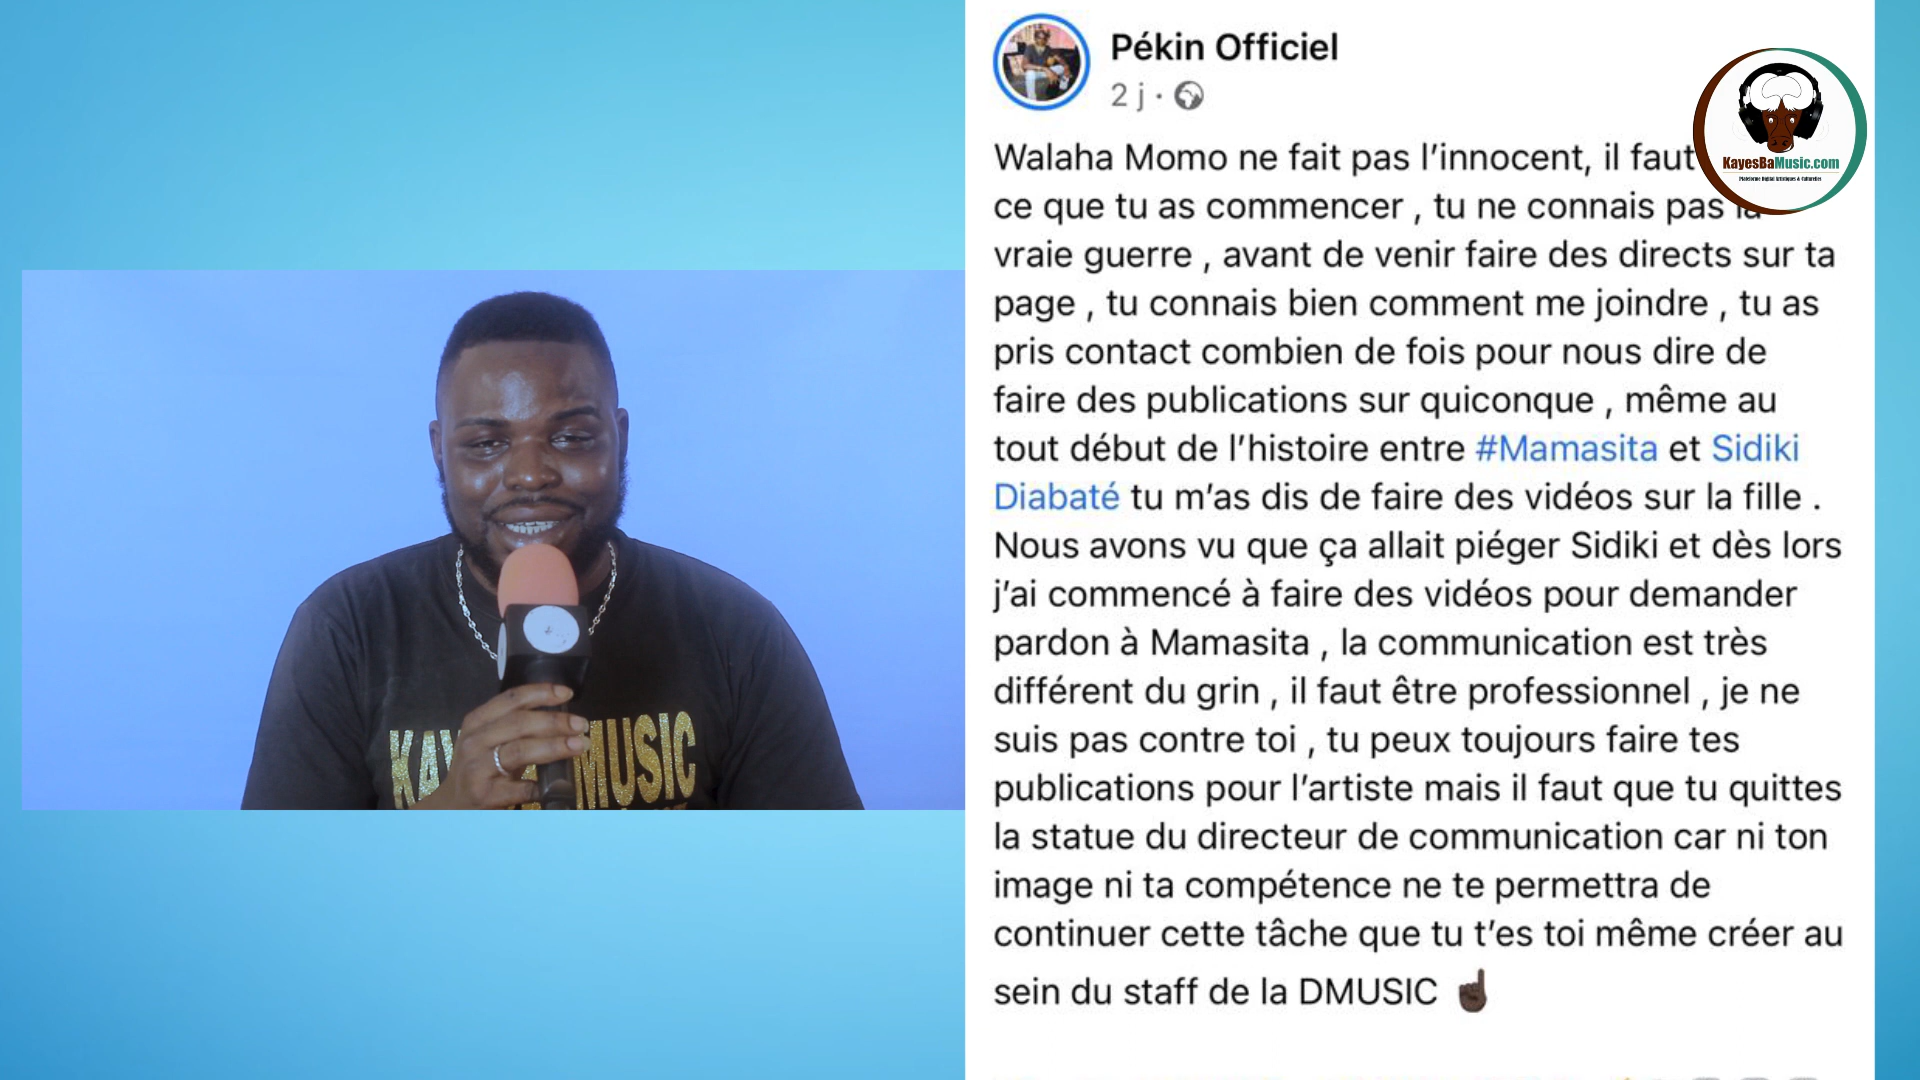 Pékin Officiel
2 j ·
Walaha Momo ne fait pas l’innocent, il faut
ce que tu as commencer , tu ne connais pas la
vraie guerre , avant de venir faire des directs sur ta
page , tu connais bien comment me joindre , tu as
pris contact combien de fois pour nous dire de
faire des publications sur quiconque , même au
tout début de l’histoire entre #Mamasita et Sidiki
Diabaté tu m’as dis de faire des vidéos sur la fille .
Nous avons vu que ça allait piéger Sidiki et dès lors
j’ai commencé à faire des vidéos pour demander
pardon à Mamasita , la communication est très
différent du grin , il faut être professionnel , je ne
suis pas contre toi , tu peux toujours faire tes
publications pour l’artiste mais il faut que tu quittes
la statue du directeur de communication car ni ton
image ni ta compétence ne te permettra de
continuer cette tâche que tu t’es toi même créer au
sein du staff de la DMUSIC ☝🏿
KayesBaMusic.com
Plateforme Digital Artistiques & Culturelles
KAY MUSIC